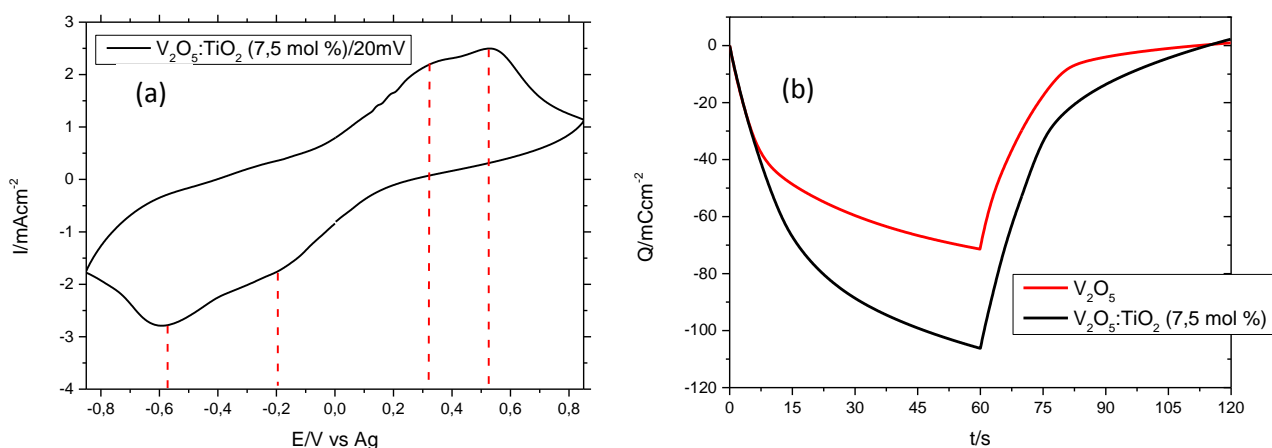 V₂O₅:TiO₂ (7,5 mol %)/20mV
(a)
I/mAcm⁻²
3
2
1
0
-1
-2
-3
-4
-0,8 -0,6 -0,4 -0,2 0,0 0,2 0,4 0,6 0,8
E/V vs Ag
(b)
Q/mCcm⁻²
0
-20
-40
-60
-80
-100
-120
V₂O₅
V₂O₅:TiO₂ (7,5 mol %)
0 15 30 45 60 75 90 105 120
t/s